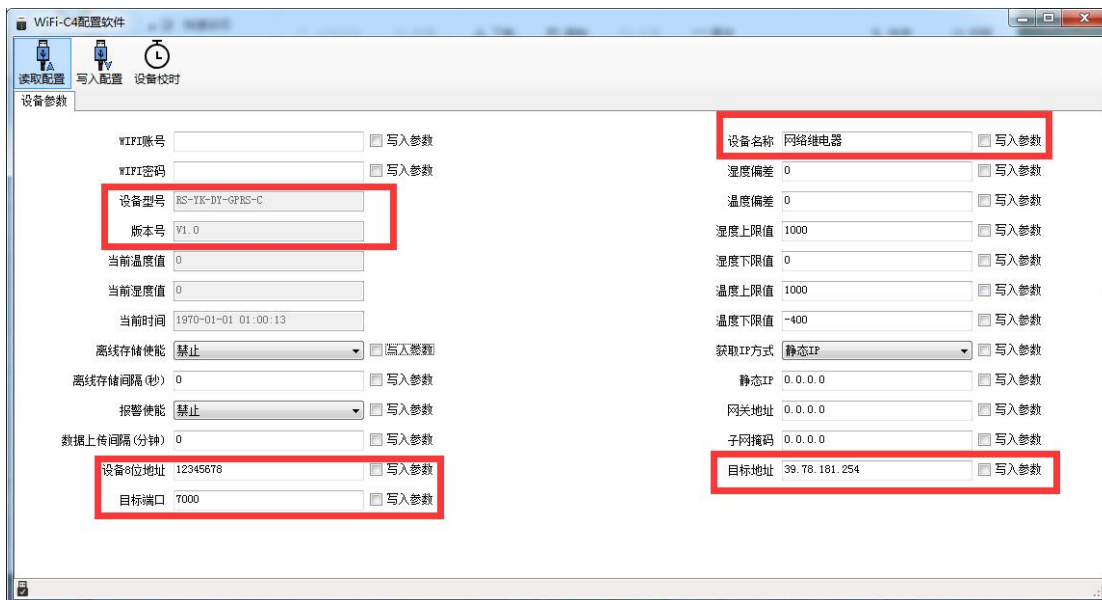 WiFi-C4配置软件
读取配置 写入配置 设备校时
设备参数
WIFI账号 写入参数
WIFI密码 写入参数
设备型号 RS-YK-DY-GPRS-C
版本号 V1.0
当前温度值 0
当前湿度值 0
当前时间 1970-01-01 01:00:13
离线存储使能 禁止 写入参数
离线存储间隔(秒) 0 写入参数
报警使能 禁止 写入参数
数据上传间隔(分钟) 0 写入参数
设备8位地址 12345678 写入参数
目标端口 7000 写入参数
设备名称 网络继电器 写入参数
湿度偏差 0 写入参数
温度偏差 0 写入参数
湿度上限值 1000 写入参数
湿度下限值 0 写入参数
温度上限值 1000 写入参数
温度下限值 -400 写入参数
获取IP方式 静态IP 写入参数
静态IP 0.0.0.0 写入参数
网关地址 0.0.0.0 写入参数
子网掩码 0.0.0.0 写入参数
目标地址 39.78.181.254 写入参数